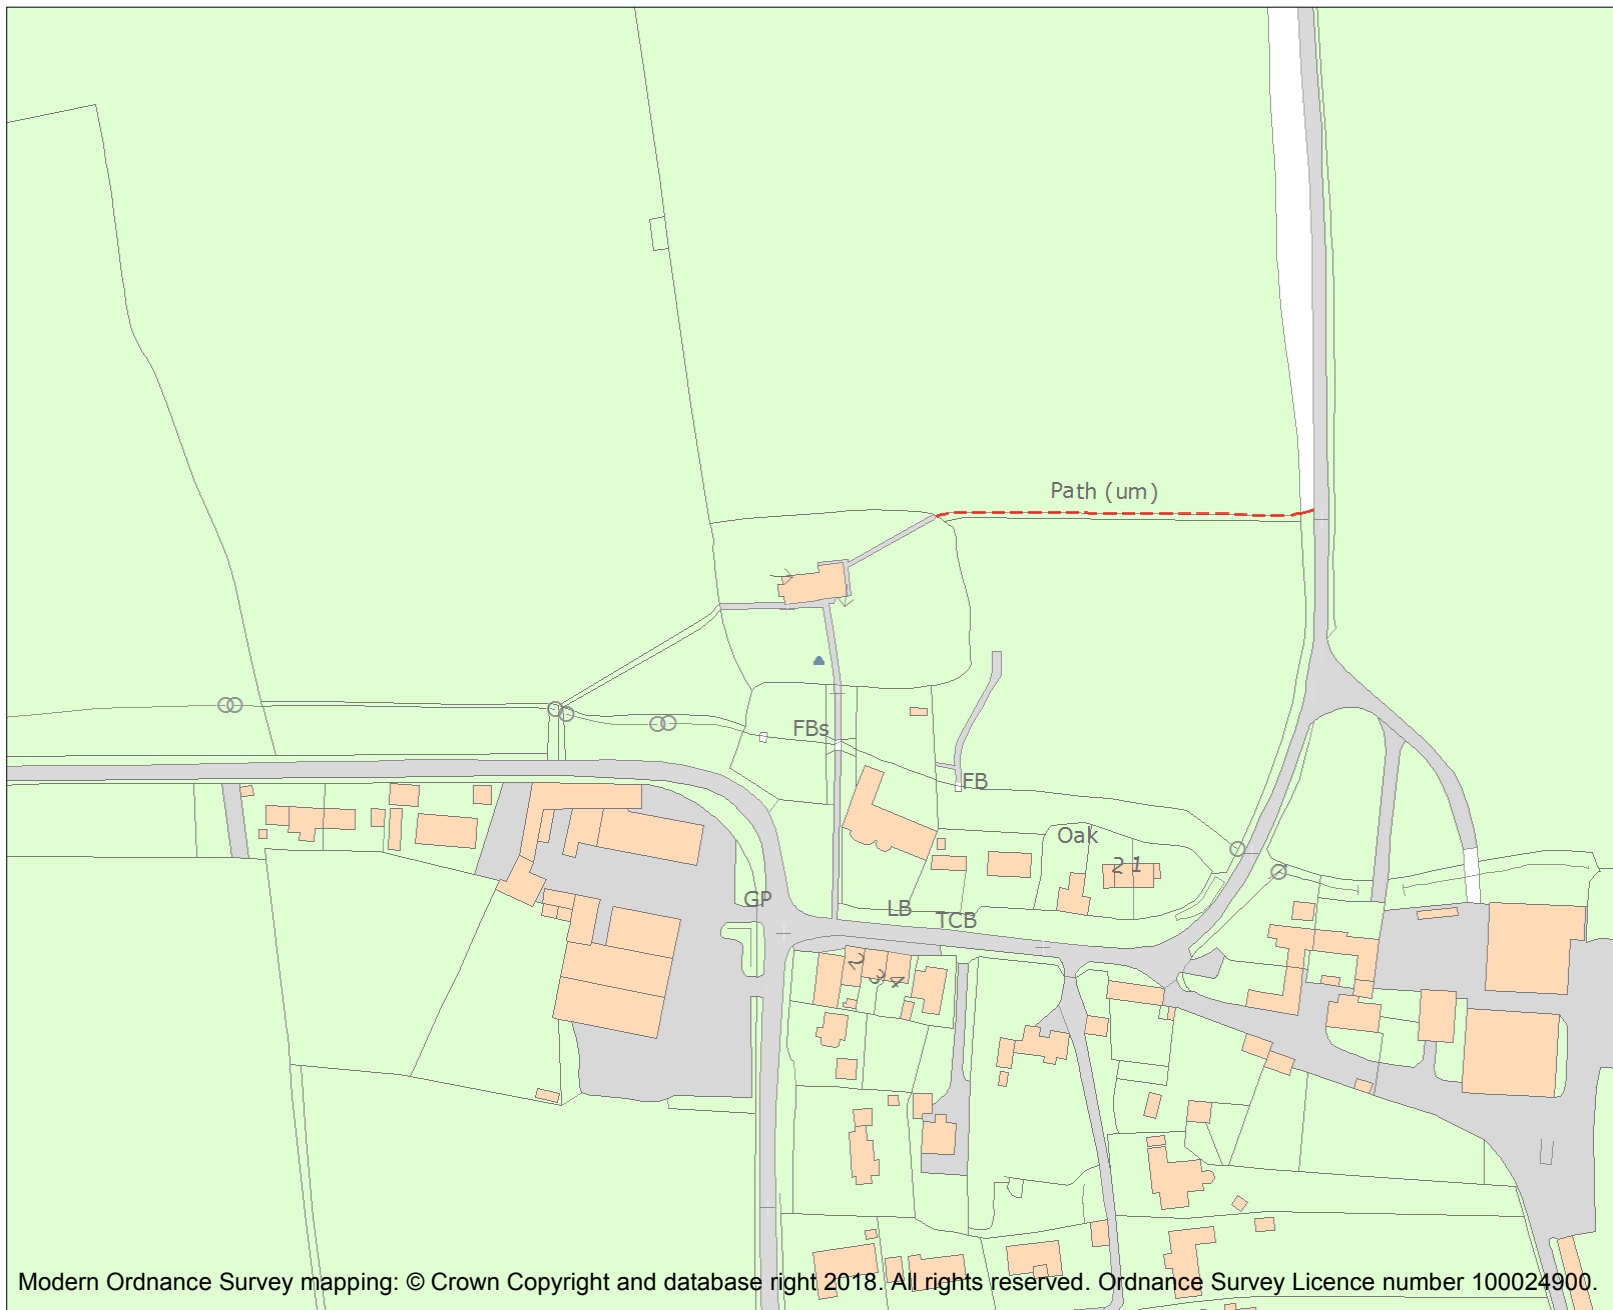 Path (um)
FBs
FB
Oak
2 1
GP
LB
TCB
2
3
4
Modern Ordnance Survey mapping: © Crown Copyright and database right 2018. All rights reserved. Ordnance Survey Licence number 100024900.